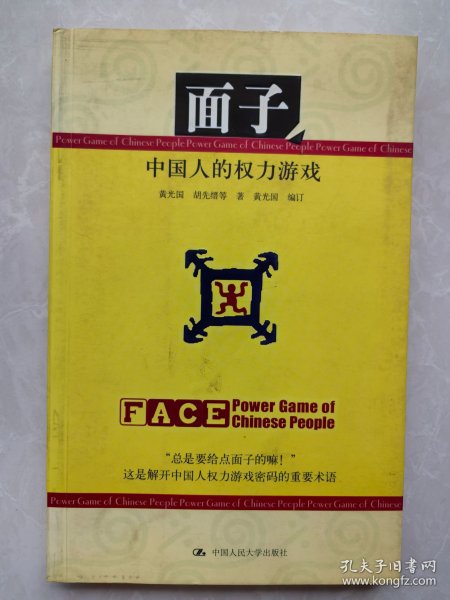 面子
Power Game of Chinese People Power Game of Chinese People Power Game of Chinese
中国人的权力游戏
黄光国 胡先缙等 著 黄光国 编订
FACE Power Game of
Chinese People
“总是要给点面子的嘛！”
这是解开中国人权力游戏密码的重要术语
Power Game of Chinese People Power Game of Chinese People Power Game of Chinese
中国人民大学出版社
孔夫子旧书网
www.kongfz.com